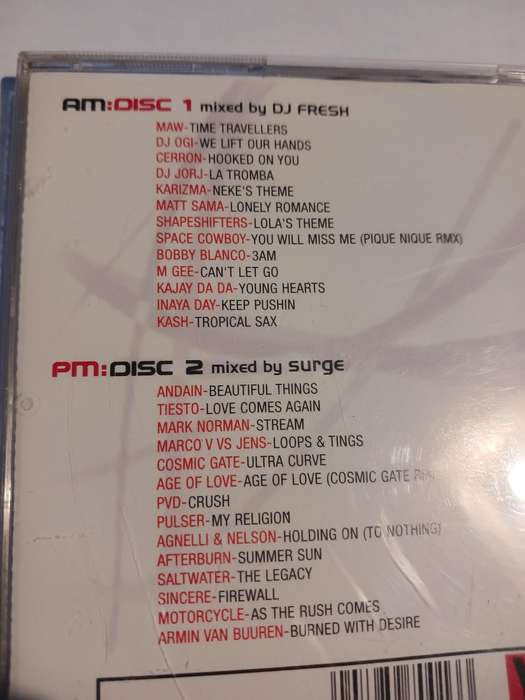 AM:DISC 1 mixed by DJ FRESH
MAW-TIME TRAVELLERS
DJ OGI-WE LIFT OUR HANDS
CERRON-HOOKED ON YOU
DJ JORJ-LA TROMBA
KARIZMA-NEKE'S THEME
MATT SAMA-LONELY ROMANCE
SHAPESHIFTERS-LOLA'S THEME
SPACE COWBOY-YOU WILL MISS ME (PIQUE NIQUE RMX)
BOBBY BLANCO-3AM
M GEE-CAN'T LET GO
KAJAY DA DA-YOUNG HEARTS
INAYA DAY-KEEP PUSHIN
KASH-TROPICAL SAX
PM:DISC 2 mixed by surge
ANDAIN-BEAUTIFUL THINGS
TIESTO-LOVE COMES AGAIN
MARK NORMAN-STREAM
MARCO V VS JENS-LOOPS & TINGS
COSMIC GATE-ULTRA CURVE
AGE OF LOVE-AGE OF LOVE (COSMIC GATE
PVD-CRUSH
PULSER-MY RELIGION
AGNELLI & NELSON-HOLDING ON (TO NOTHING)
AFTERBURN-SUMMER SUN
SALTWATER-THE LEGACY
SINCERE-FIREWALL
MOTORCYCLE-AS THE RUSH COMES
ARMIN VAN BUUREN-BURNED WITH DESIRE